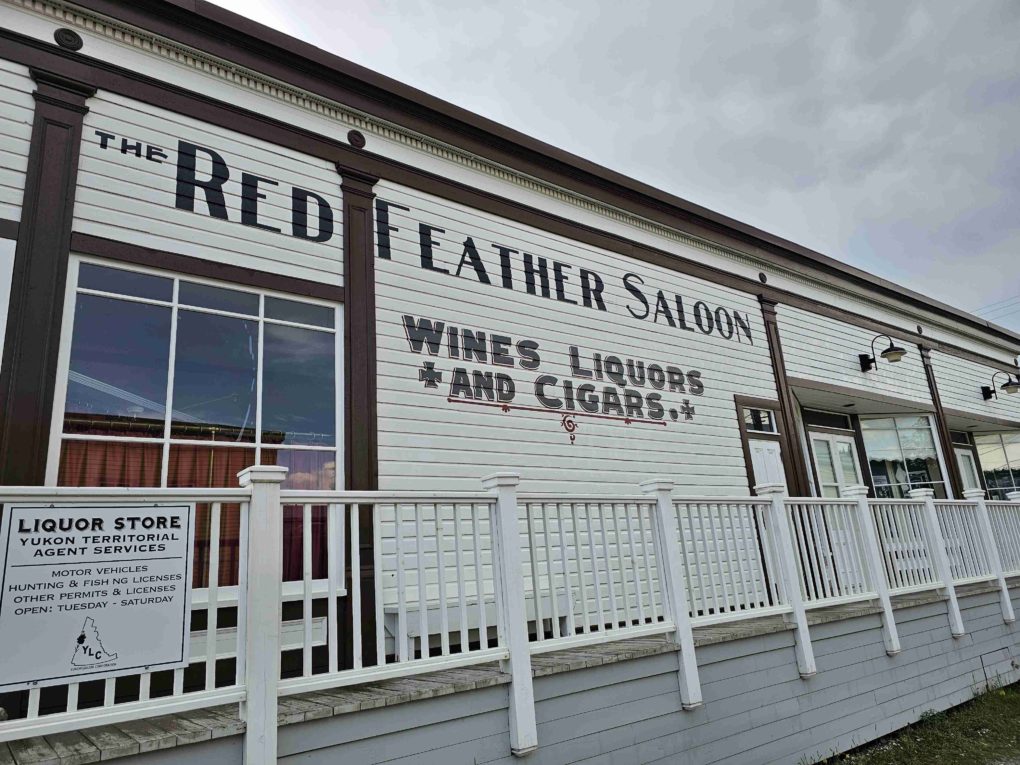 THE RED FEATHER SALOON
WINES LIQUORS
AND CIGARS.
LIQUOR STORE
YUKON TERRITORIAL
AGENT SERVICES
MOTOR VEHICLES
HUNTING & FISH NG LICENSES
OTHER PERMITS & LICENSES
OPEN: TUESDAY - SATURDAY
YLC